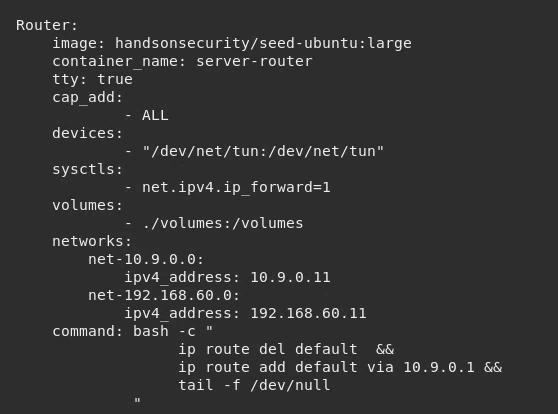 Router:
    image: handsonsecurity/seed-ubuntu:large
    container_name: server-router
    tty: true
    cap_add:
            - ALL
    devices:
            - "/dev/net/tun:/dev/net/tun"
    sysctls:
            - net.ipv4.ip_forward=1
    volumes:
            - ./volumes:/volumes
    networks:
        net-10.9.0.0:
            ipv4_address: 10.9.0.11
        net-192.168.60.0:
            ipv4_address: 192.168.60.11
    command: bash -c "
                  ip route del default  &&
                  ip route add default via 10.9.0.1 &&
                  tail -f /dev/null
             "